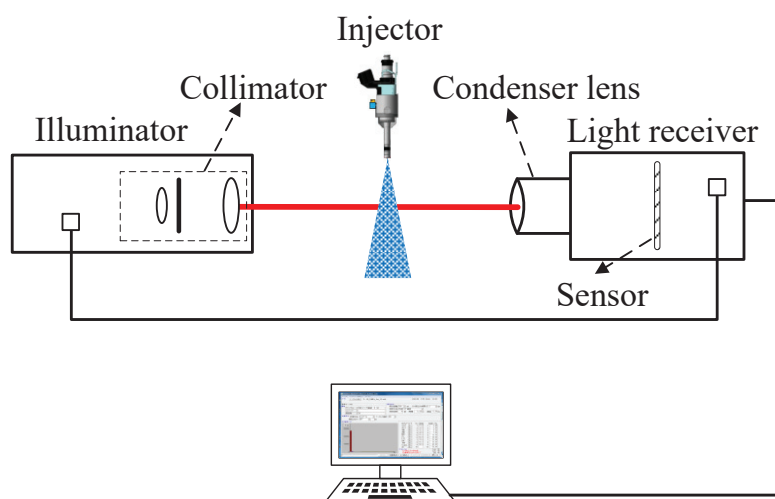 Injector
Collimator
Condenser lens
Illuminator
Light receiver
Sensor